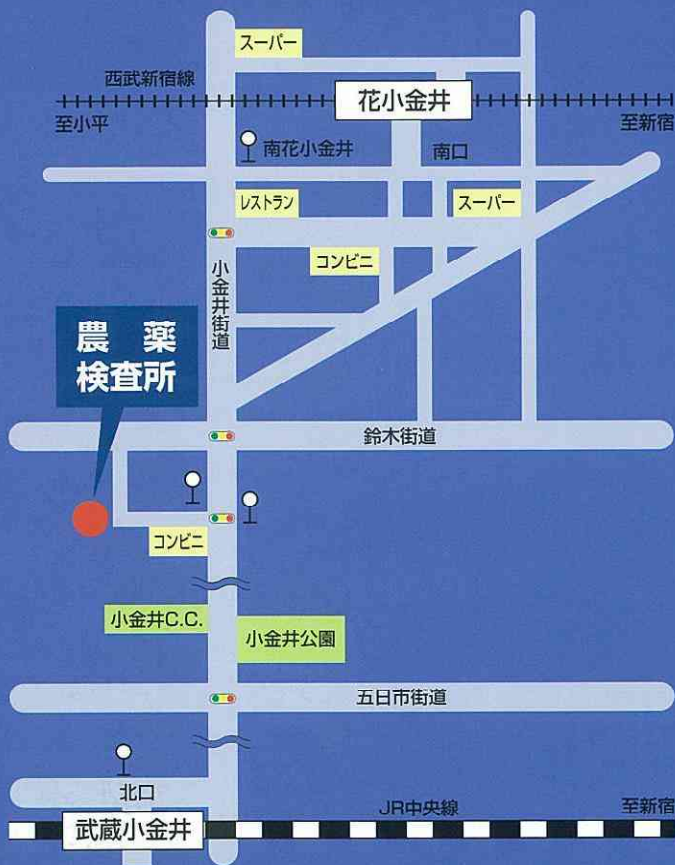 スーパー
西武新宿線
花小金井
至小平
至新宿
南花小金井
南口
レストラン
スーパー
コンビニ
小金井街道
農薬
検査所
鈴木街道
コンビニ
小金井C.C.
小金井公園
五日市街道
北口
JR中央線
至新宿
武蔵小金井